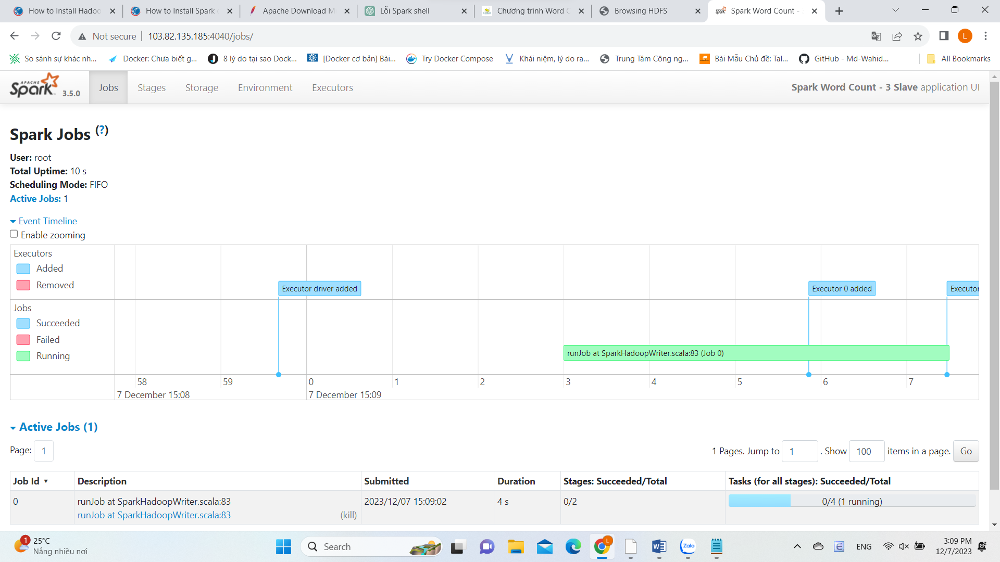 How to Install Hadoo
How to Install Spark
Apache Download Mi
Lỗi Spark shell
Chương trình Word C
Browsing HDFS
Spark Word Count -
Not secure
103.82.135.185:4040/jobs/
L
So sánh sự khác nh...
Docker: Chưa biết g...
8 lý do tại sao Dock...
[Docker cơ bản] Bài...
Try Docker Compose
Khái niệm, lý do ra...
Trung Tâm Công ng...
Bài Mẫu Chủ đề: Tal...
GitHub - Md-Wahid...
All Bookmarks
APACHE
Spark 3.5.0
Jobs
Stages
Storage
Environment
Executors
Spark Word Count - 3 Slave application UI
Spark Jobs (?)
User: root
Total Uptime: 10 s
Scheduling Mode: FIFO
Active Jobs: 1
Event Timeline
Enable zooming
Executors
Added
Removed
Executor driver added
Executor 0 added
Executor
Jobs
Succeeded
Failed
Running
runJob at SparkHadoopWriter.scala:83 (Job 0)
58 59 0 1 2 3 4 5 6 7
7 December 15:08 7 December 15:09
Active Jobs (1)
Page: 1
1 Pages. Jump to 1 . Show 100 items in a page. Go
Job Id Description Submitted Duration Stages: Succeeded/Total Tasks (for all stages): Succeeded/Total
0 runJob at SparkHadoopWriter.scala:83 2023/12/07 15:09:02 4 s 0/2 0/4 (1 running)
runJob at SparkHadoopWriter.scala:83 (kill)
1
25°C
Nắng nhiều nơi
Search
L
Zalo
ENG
3:09 PM
12/7/2023